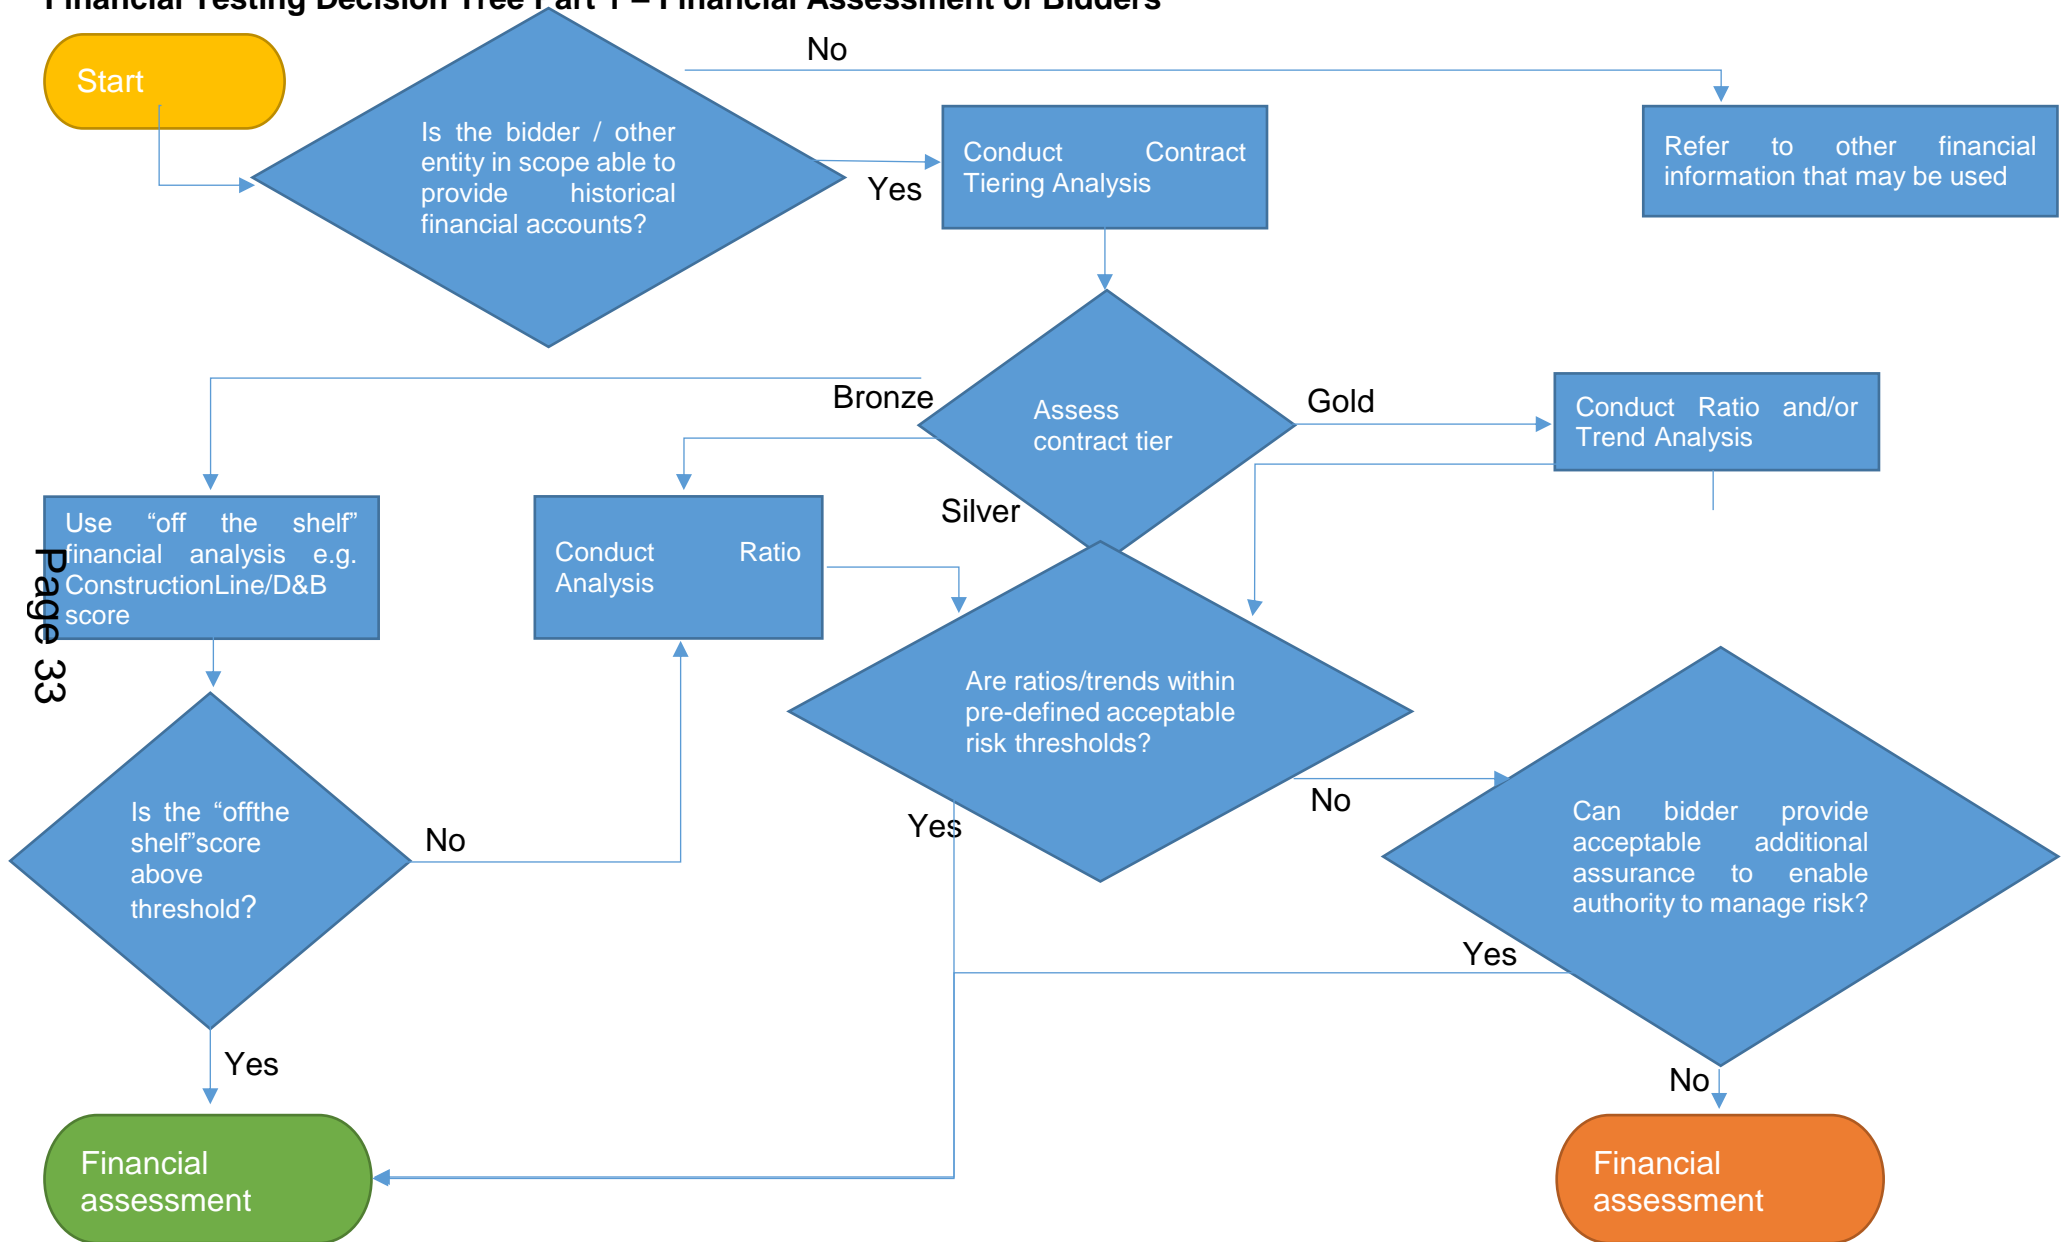 Financial Testing Decision Tree Part 1 – Financial Assessment of Bidders
Start
No
Is the bidder / other
entity in scope able to
provide historical
financial accounts?
Yes
Conduct Contract
Tiering Analysis
Refer to other financial
information that may be used
Bronze
Assess
contract tier
Gold
Conduct Ratio and/or
Trend Analysis
Silver
Use “off the shelf”
financial analysis e.g.
ConstructionLine/D&B
score
Conduct Ratio
Analysis
Page 33
Are ratios/trends within
pre-defined acceptable
risk thresholds?
Is the “offthe
shelf”score
above
threshold?
No
Yes
No
Can bidder provide
acceptable additional
assurance to enable
authority to manage risk?
Yes
Yes
No
Financial
assessment
Financial
assessment